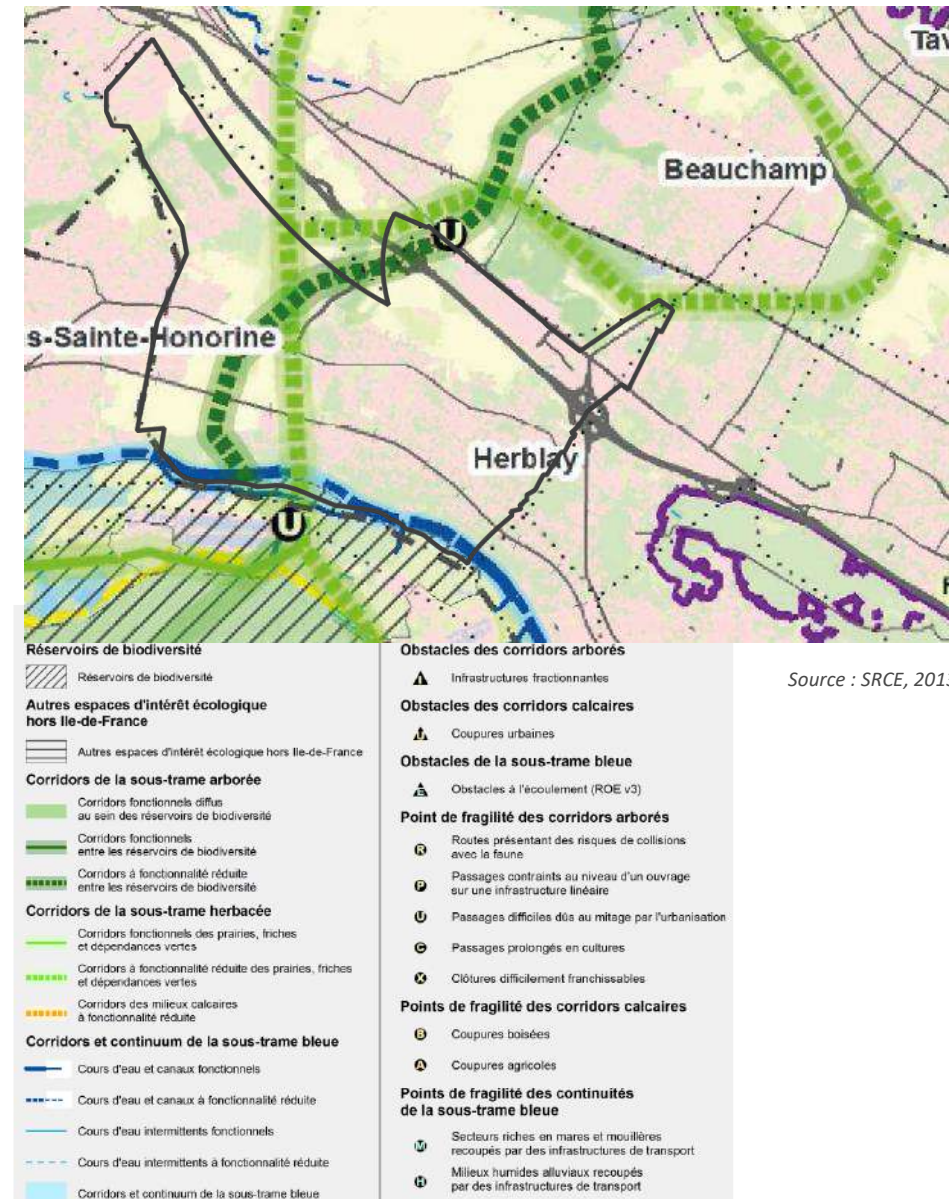 Tav
Beauchamp
U
s-Sainte-Honorine
Herblay
U
Source : SRCE, 201
Réservoirs de biodiversité
Réservoirs de biodiversité
Autres espaces d'intérêt écologique
hors Ile-de-France
Autres espaces d'intérêt écologique hors Ile-de-France
Corridors de la sous-trame arborée
Corridors fonctionnels diffus
au sein des réservoirs de biodiversité
Corridors fonctionnels
entre les réservoirs de biodiversité
Corridors à fonctionnalité réduite
entre les réservoirs de biodiversité
Corridors de la sous-trame herbacée
Corridors fonctionnels des prairies, friches
et dépendances vertes
Corridors à fonctionnalité réduite des prairies, friches
et dépendances vertes
Corridors des milieux calcaires
à fonctionnalité réduite
Corridors et continuum de la sous-trame bleue
Cours d'eau et canaux fonctionnels
Cours d'eau et canaux à fonctionnalité réduite
Cours d'eau intermittents fonctionnels
Cours d'eau intermittents à fonctionnalité réduite
Corridors et continuum de la sous-trame bleue
Obstacles des corridors arborés
Infrastructures fractionnantes
Obstacles des corridors calcaires
Coupures urbaines
Obstacles de la sous-trame bleue
Obstacles à l'écoulement (ROE v3)
Point de fragilité des corridors arborés
R Routes présentant des risques de collisions
avec la faune
P Passages contraints au niveau d'un ouvrage
sur une infrastructure linéaire
U Passages difficiles dûs au mitage par l'urbanisation
C Passages prolongés en cultures
X Clôtures difficilement franchissables
Points de fragilité des corridors calcaires
B Coupures boisées
A Coupures agricoles
Points de fragilité des continuités
de la sous-trame bleue
M Secteurs riches en mares et mouillères
recoupés par des infrastructures de transport
H Milieux humides alluviaux recoupés
par des infrastructures de transport